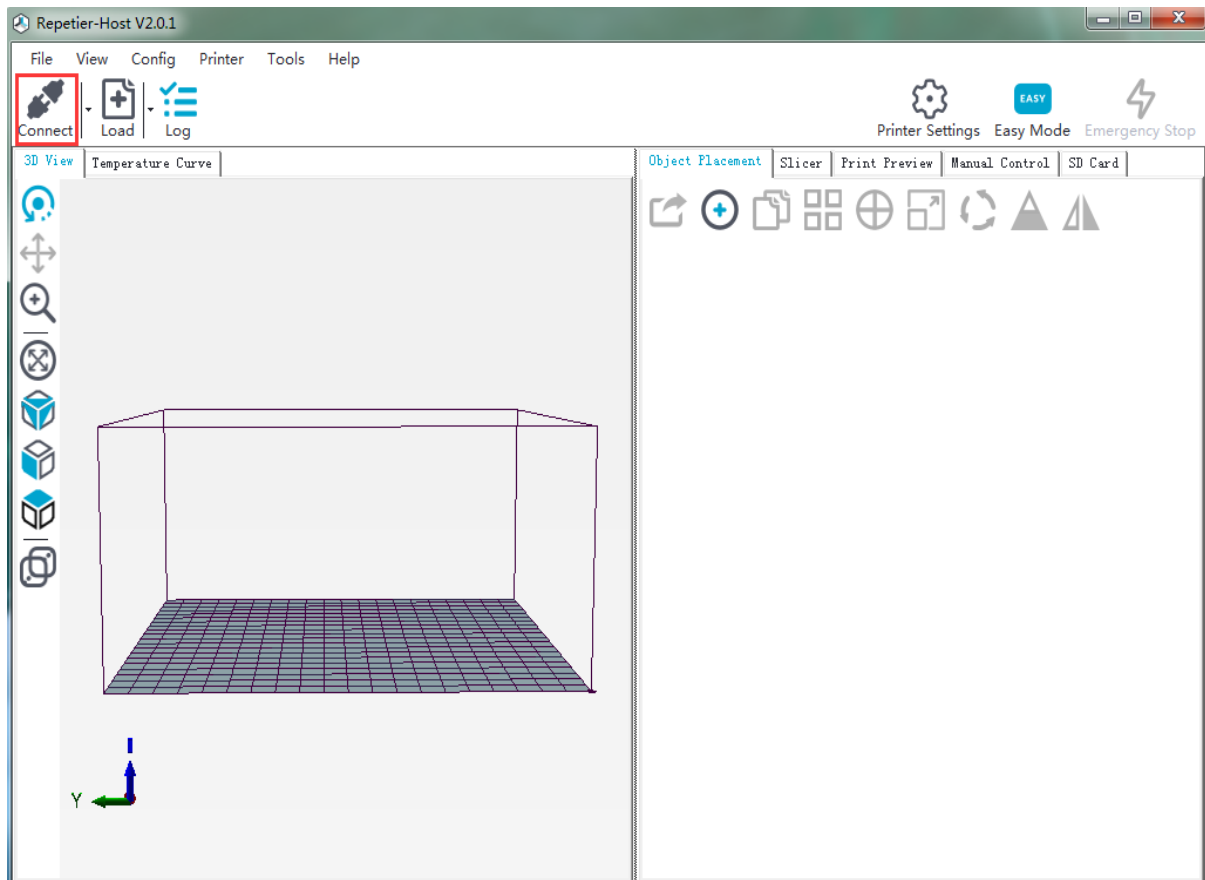 Repetier-Host V2.0.1
File View Config Printer Tools Help
Connect Load Log Printer Settings EASY Easy Mode Emergency Stop
3D View Temperature Curve Object Placement Slicer Print Preview Manual Control SD Card
Y